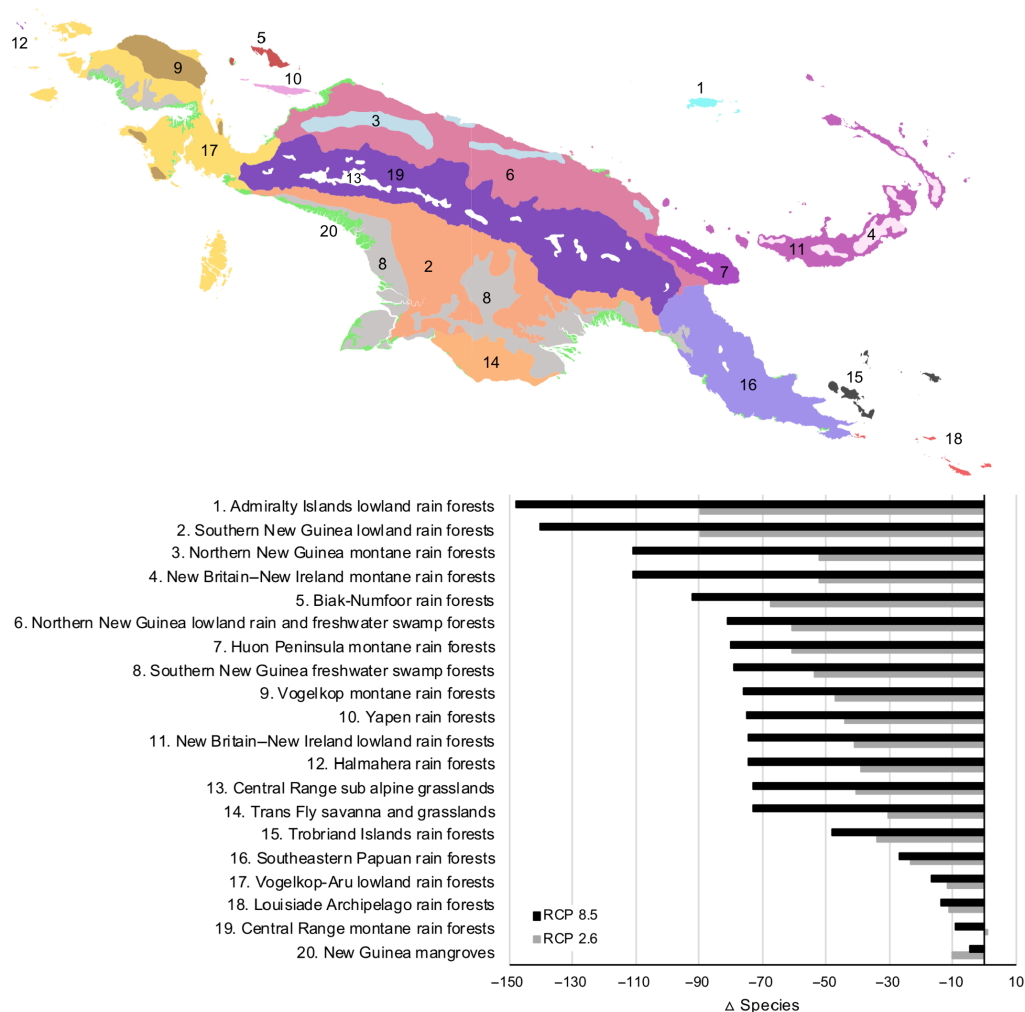 12
5
9
10
1
3
17
13
19
6
20
4
11
8
2
7
8
14
16
15
18
1. Admiralty Islands lowland rain forests
2. Southern New Guinea lowland rain forests
3. Northern New Guinea montane rain forests
4. New Britain–New Ireland montane rain forests
5. Biak-Numfoor rain forests
6. Northern New Guinea lowland rain and freshwater swamp forests
7. Huon Peninsula montane rain forests
8. Southern New Guinea freshwater swamp forests
9. Vogelkop montane rain forests
10. Yapen rain forests
11. New Britain–New Ireland lowland rain forests
12. Halmahera rain forests
13. Central Range sub alpine grasslands
14. Trans Fly savanna and grasslands
15. Trobriand Islands rain forests
16. Southeastern Papuan rain forests
17. Vogelkop-Aru lowland rain forests
18. Louisiade Archipelago rain forests
19. Central Range montane rain forests
20. New Guinea mangroves
RCP 8.5
RCP 2.6
−150 −130 −110 −90 −70 −50 −30 −10 10
Δ Species